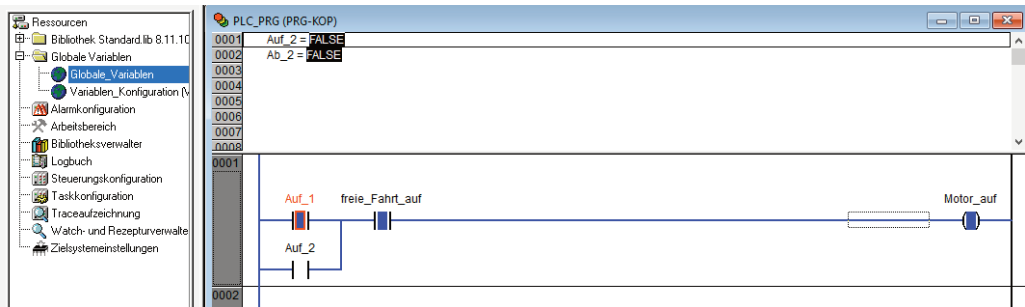 Ressourcen
Bibliothek Standard.lib 8.11.10
Globale Variablen
Globale_Variablen
Variablen_Konfiguration (V
Alarmkonfiguration
Arbeitsbereich
Bibliotheksverwalter
Logbuch
Steuerungskonfiguration
Taskkonfiguration
Traceaufzeichnung
Watch- und Rezepturverwalte
Zielsystemeinstellungen
PLC_PRG (PRG-KOP)
0001 Auf_2 = FALSE
0002 Ab_2 = FALSE
0003
0004
0005
0006
0007
0008
0001
Auf_1 freie_Fahrt_auf Motor_auf
Auf_2
0002